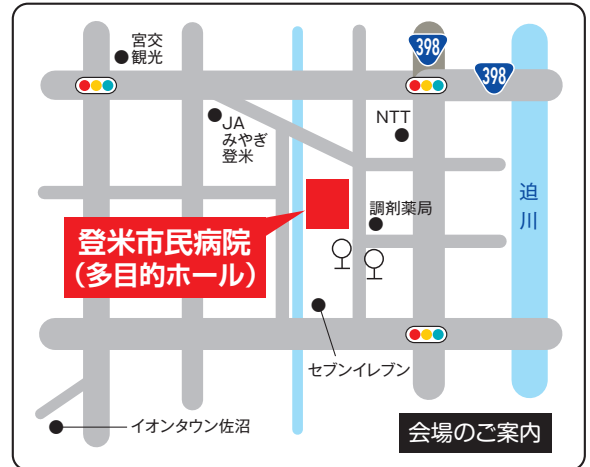 宮交
観光
398
398
JA
みやぎ
登米
NTT
迫
川
調剤薬局
登米市民病院
（多目的ホール）
セブンイレブン
イオンタウン佐沼
会場のご案内